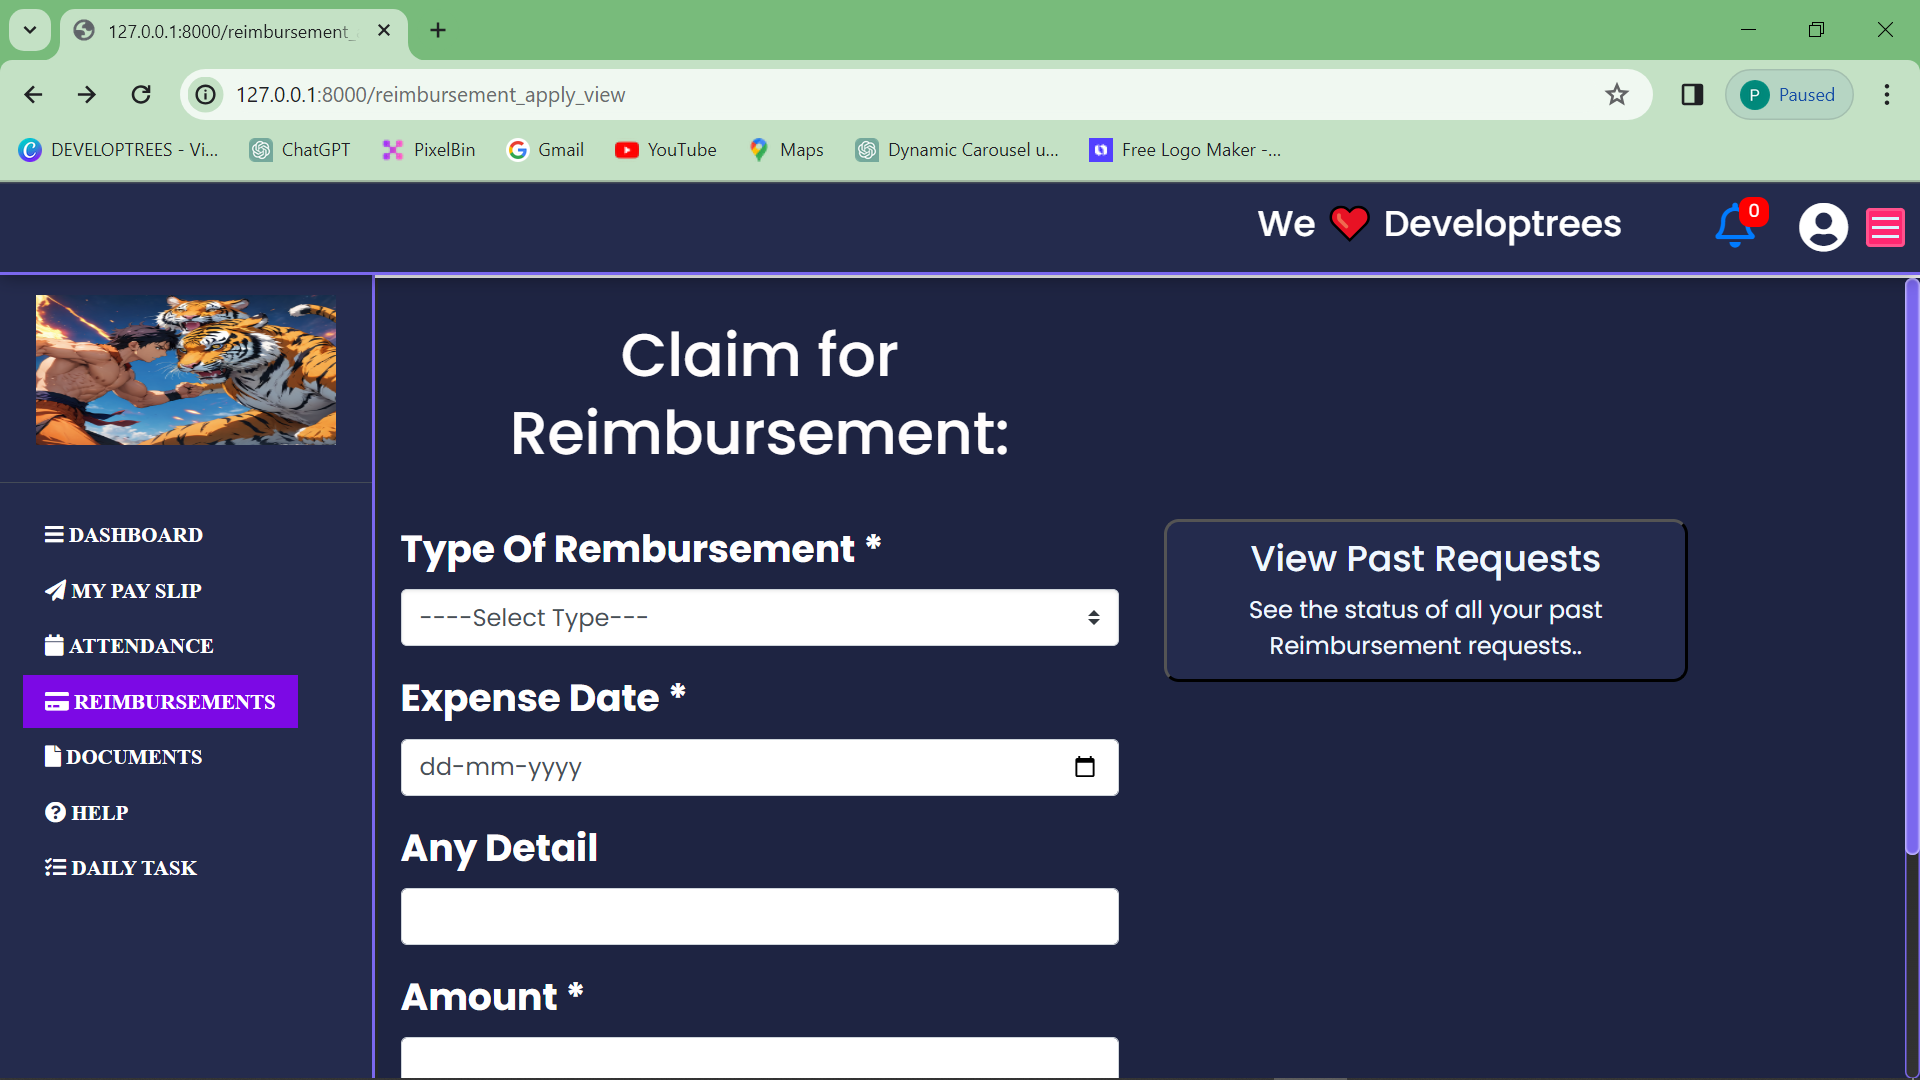 127.0.0.1:8000/reimbursement_
127.0.0.1:8000/reimbursement_apply_view
P Paused
DEVELOPTREES - Vi...
ChatGPT
PixelBin
Gmail
YouTube
Maps
Dynamic Carousel u...
Free Logo Maker -...
We ❤ Developtrees
0
DASHBOARD
MY PAY SLIP
ATTENDANCE
REIMBURSEMENTS
DOCUMENTS
HELP
DAILY TASK
Claim for
Reimbursement:
Type Of Rembursement *
----Select Type---
Expense Date *
dd-mm-yyyy
Any Detail
Amount *
View Past Requests
See the status of all your past
Reimbursement requests..